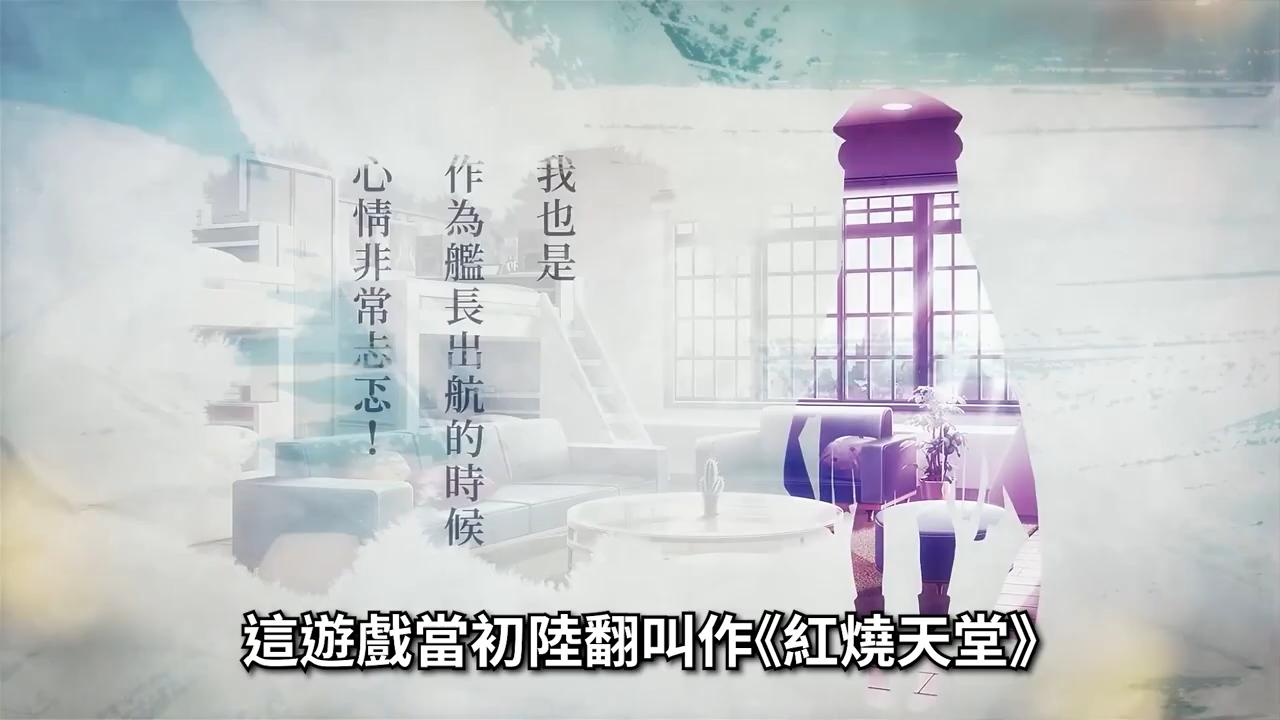 我也是
作為艦長出航的時候
心情非常忐忑！
這遊戲當初陸翻叫作《紅燒天堂》